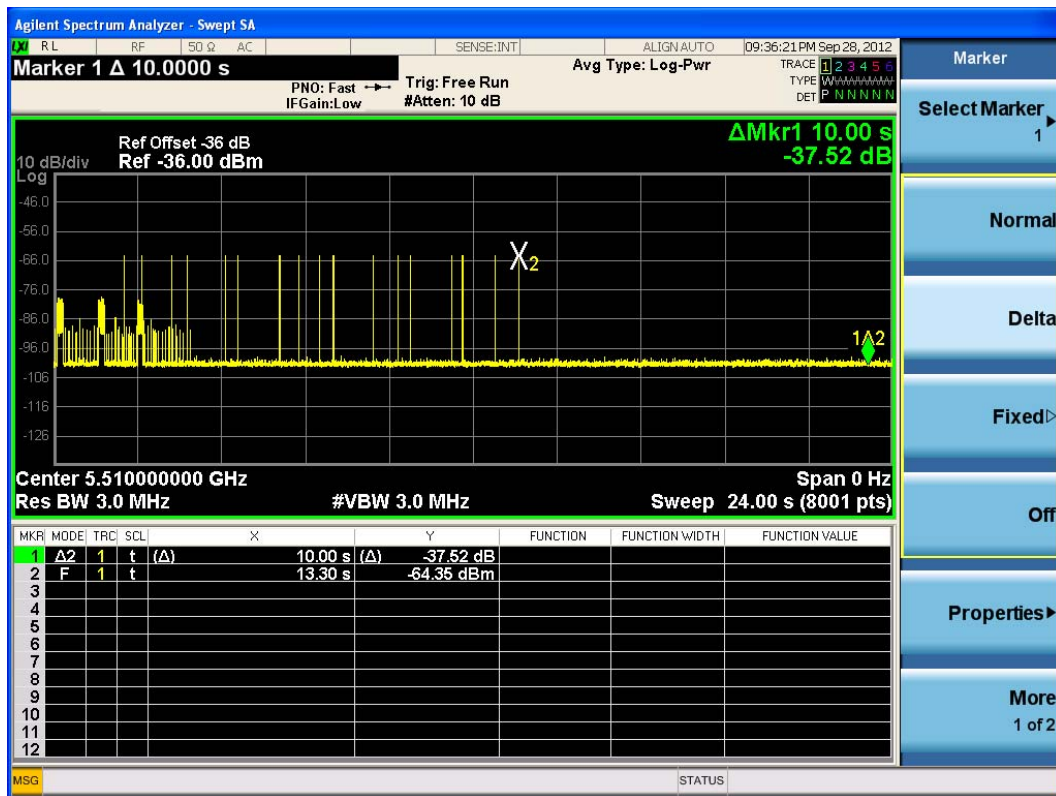 Agilent Spectrum Analyzer - Swept SA
LXI RL RF 50 Ω AC SENSE:INT ALIGNAUTO 09:36:21 PM Sep 28, 2012
Marker 1 Δ 10.0000 s
PNO: Fast
IFGain:Low
Trig: Free Run
#Atten: 10 dB
Avg Type: Log-Pwr
TRACE 1 2 3 4 5 6
TYPE WWWWWW
DET P N N N N N
ΔMkr1 10.00 s
-37.52 dB
Ref Offset -36 dB
10 dB/div Ref -36.00 dBm
Log
-46.0
-56.0
-66.0
-76.0
-86.0
-96.0
-106
-116
-126
X2
1Δ2
Center 5.510000000 GHz Span 0 Hz
Res BW 3.0 MHz #VBW 3.0 MHz Sweep 24.00 s (8001 pts)
MKR MODE TRC SCL X Y FUNCTION FUNCTION WIDTH FUNCTION VALUE
1 Δ2 1 t (Δ) 10.00 s (Δ) -37.52 dB
2 F 1 t 13.30 s -64.35 dBm
3
4
5
6
7
8
9
10
11
12
MSG STATUS
Marker
Select Marker
1
Normal
Delta
Fixed
Off
Properties
More
1 of 2